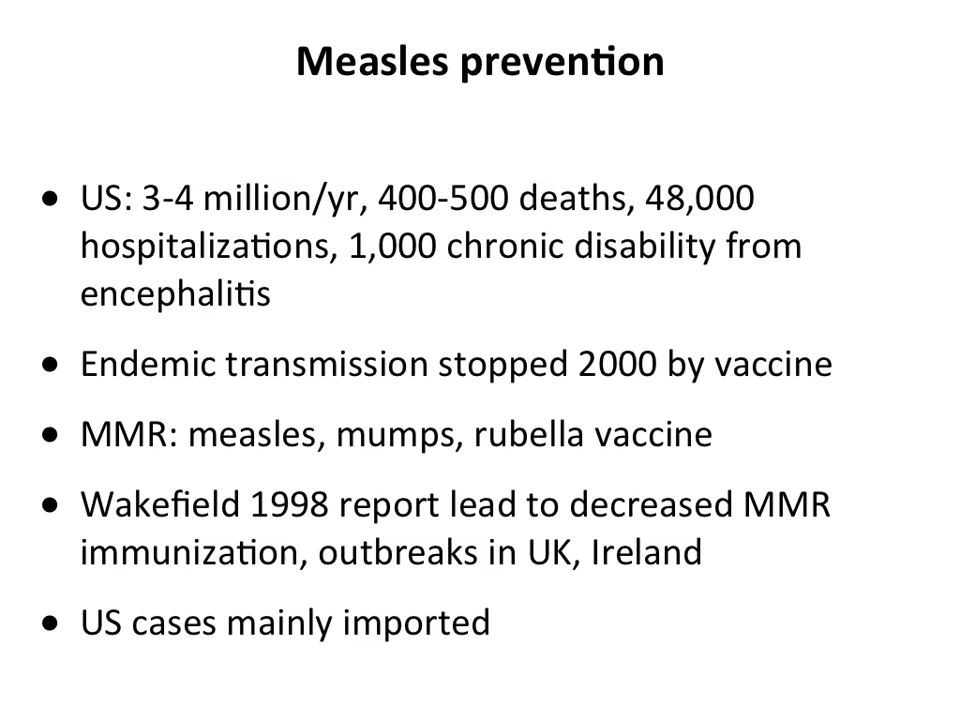 Measles prevention
• US: 3-4 million/yr, 400-500 deaths, 48,000
hospitalizations, 1,000 chronic disability from
encephalitis
• Endemic transmission stopped 2000 by vaccine
• MMR: measles, mumps, rubella vaccine
• Wakefield 1998 report lead to decreased MMR
immunization, outbreaks in UK, Ireland
• US cases mainly imported